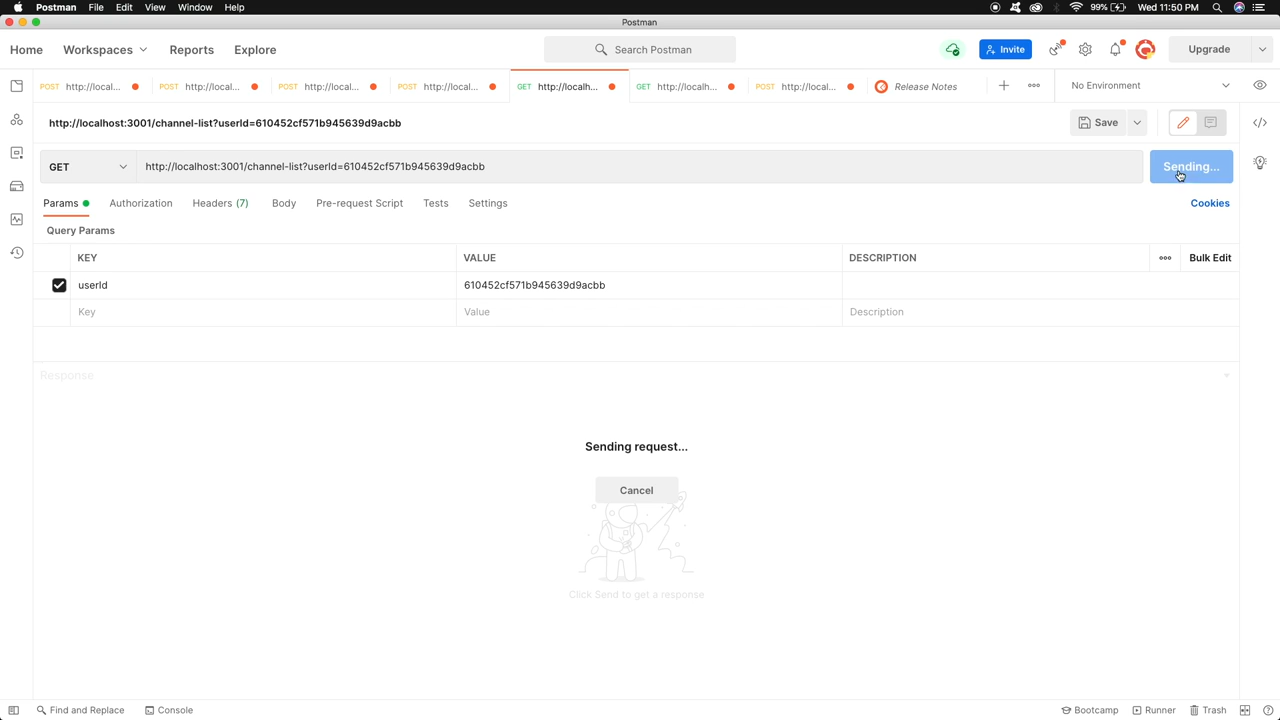 Postman File Edit View Window Help 99% Wed 11:50 PM
Postman
Home Workspaces Reports Explore Search Postman Invite Upgrade
POST http://local... POST http://local... POST http://local... POST http://local... GET http://localh... GET http://localh... POST http://local... Release Notes No Environment
http://localhost:3001/channel-list?userId=610452cf571b945639d9acbb Save
GET http://localhost:3001/channel-list?userId=610452cf571b945639d9acbb Sending...
Params Authorization Headers (7) Body Pre-request Script Tests Settings Cookies
Query Params
KEY VALUE DESCRIPTION Bulk Edit
userId 610452cf571b945639d9acbb
Key Value Description
Response
Sending request...
Cancel
Click Send to get a response
Find and Replace Console Bootcamp Runner Trash